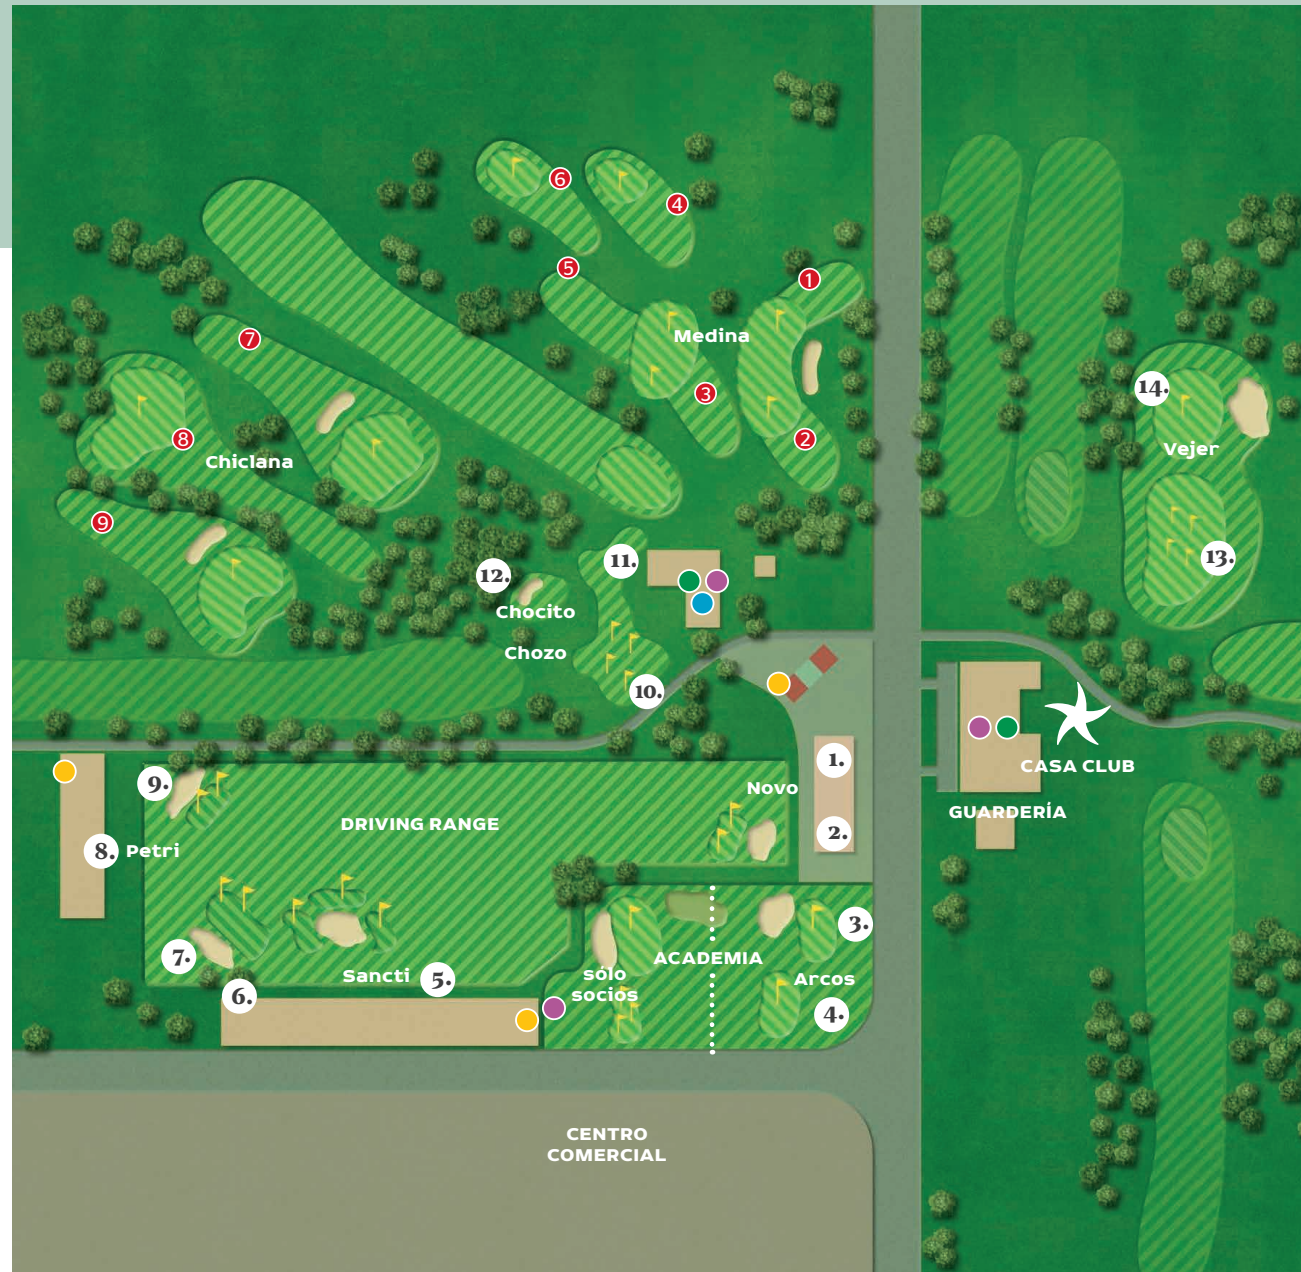 6
4
5
1
7
Medina
14.
3
8
2
Vejer
Chiclana
9
11.
13.
12.
Chocito
Chozo
10.
1.
CASA CLUB
9.
Novo
GUARDERÍA
DRIVING RANGE
2.
8. Petri
3.
7.
ACADEMIA
Sancti 5.
sólo
socios
Arcos
6.
4.
CENTRO
COMERCIAL